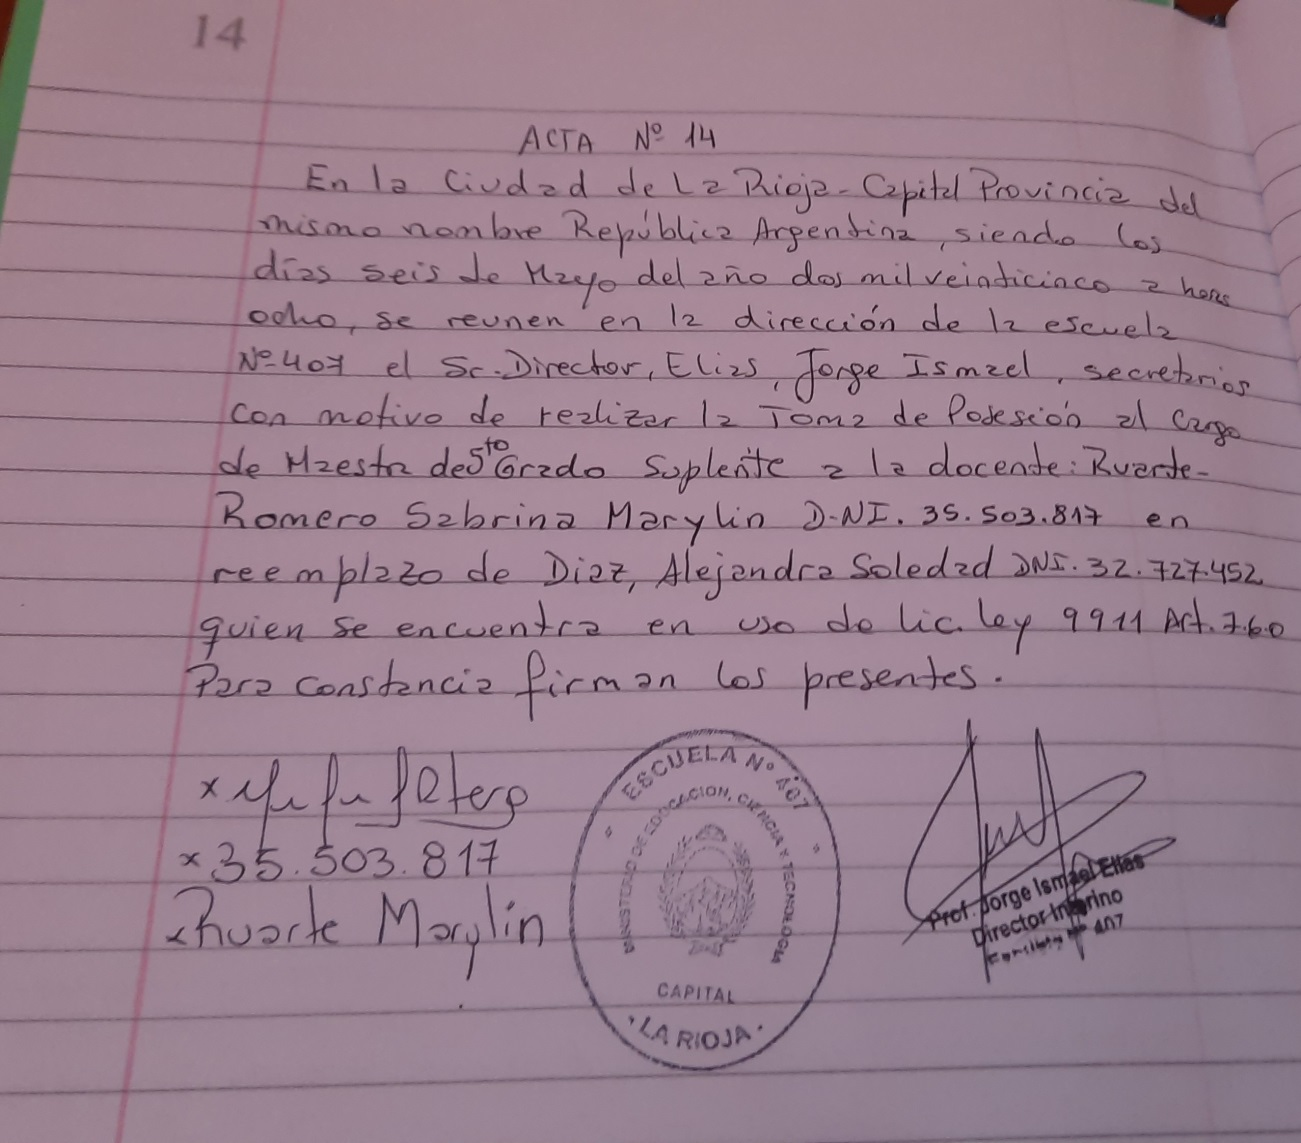 14
ACTA Nº 14
En la Ciudad de La Rioja - Capital Provincia del
mismo nombre República Argentina, siendo los
días seis de Mayo del año dos mil veinticinco a horas
ocho, se reunen en la dirección de la escuela
Nº 407 el Sr. Director, Elias, Jorge Ismael, secretarios
con motivo de realizar la Toma de Posesión al Cargo
de Maestra de 5to Grado Suplente a la docente: Ruarte-
Romero Sabrina Marylin D.NI. 35.503.817 en
reemplazo de Diaz, Alejandra Soledad DNI. 32.727.452
quien se encuentra en uso de lic. ley 9911 Art. 7.6.0
Para constancia firman los presentes.
x 35.503.817
x Ruarte Marylin
ESCUELA Nº 407
MINISTERIO DE EDUCACION, CIENCIA Y TECNOLOGIA
CAPITAL
LA RIOJA
Prof. Jorge Ismael Elias
Director Interino
Nº 407